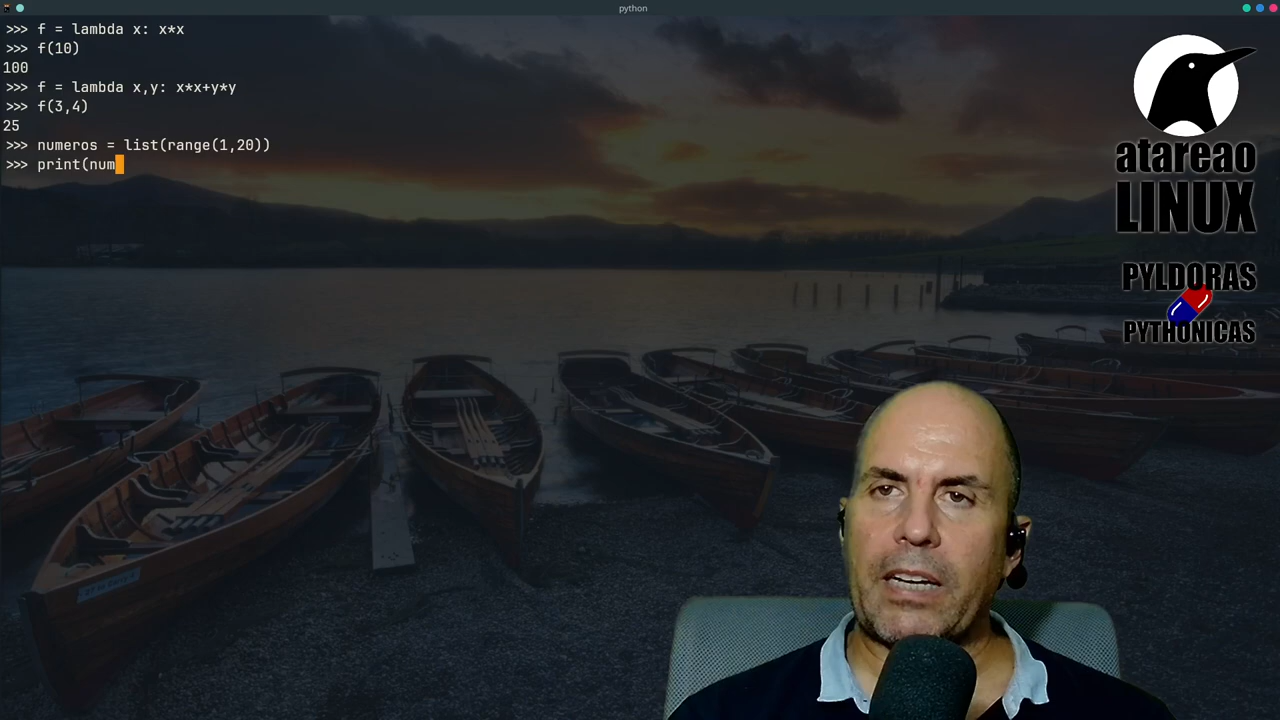 python
>>> f = lambda x: x*x
>>> f(10)
100
>>> f = lambda x,y: x*x+y*y
>>> f(3,4)
25
>>> numeros = list(range(1,20))
>>> print(num
atareao
LINUX
PYLDORAS
PYTHONICAS